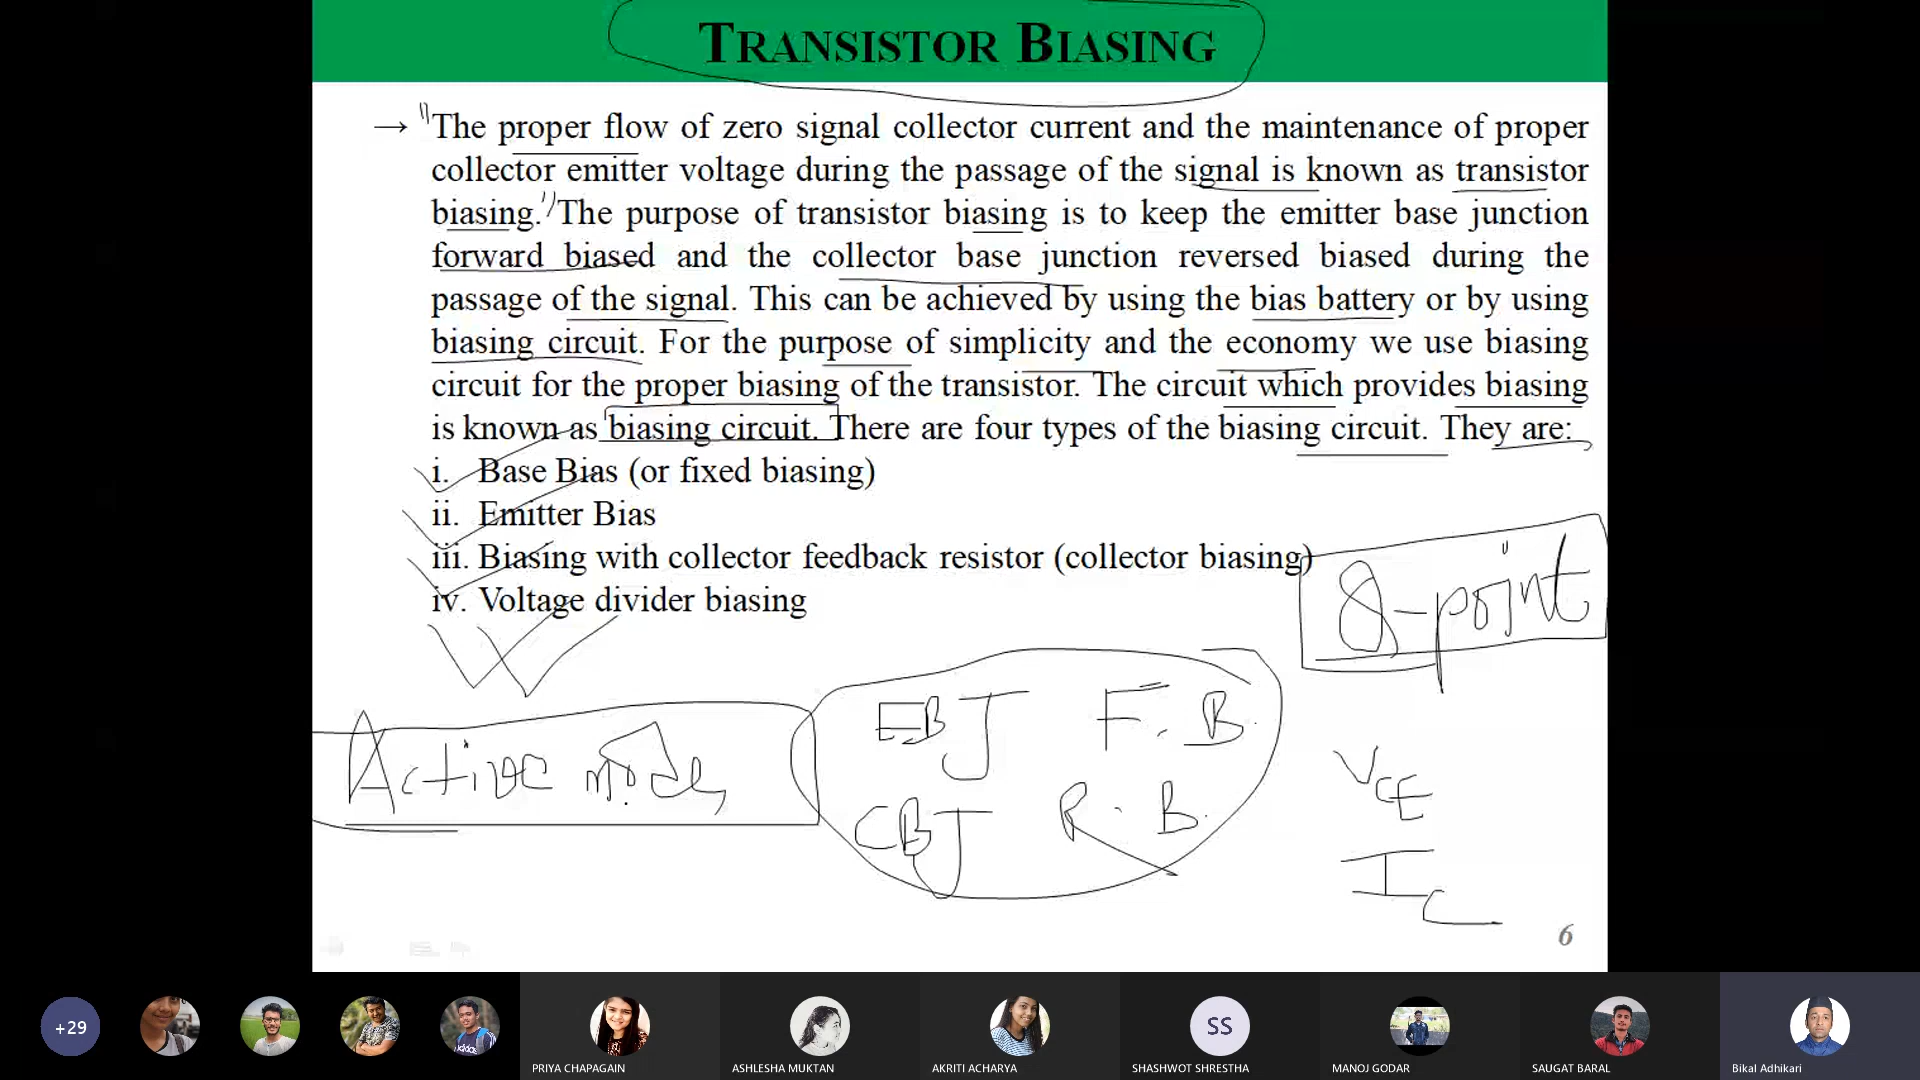 TRANSISTOR BIASING
→ "The proper flow of zero signal collector current and the maintenance of proper
collector emitter voltage during the passage of the signal is known as transistor
biasing." The purpose of transistor biasing is to keep the emitter base junction
forward biased and the collector base junction reversed biased during the
passage of the signal. This can be achieved by using the bias battery or by using
biasing circuit. For the purpose of simplicity and the economy we use biasing
circuit for the proper biasing of the transistor. The circuit which provides biasing
is known as biasing circuit. There are four types of the biasing circuit. They are:
i. Base Bias (or fixed biasing)
ii. Emitter Bias
iii. Biasing with collector feedback resistor (collector biasing)
iv. Voltage divider biasing
Q-point
Active mode
EBJ F.B.
CBJ R.B.
VCE
IC
6
+29
adidas
PRIYA CHAPAGAIN
ASHLESHA MUKTAN
AKRITI ACHARYA
SS
SHASHWOT SHRESTHA
MANOJ GODAR
SAUGAT BARAL
Bikal Adhikari